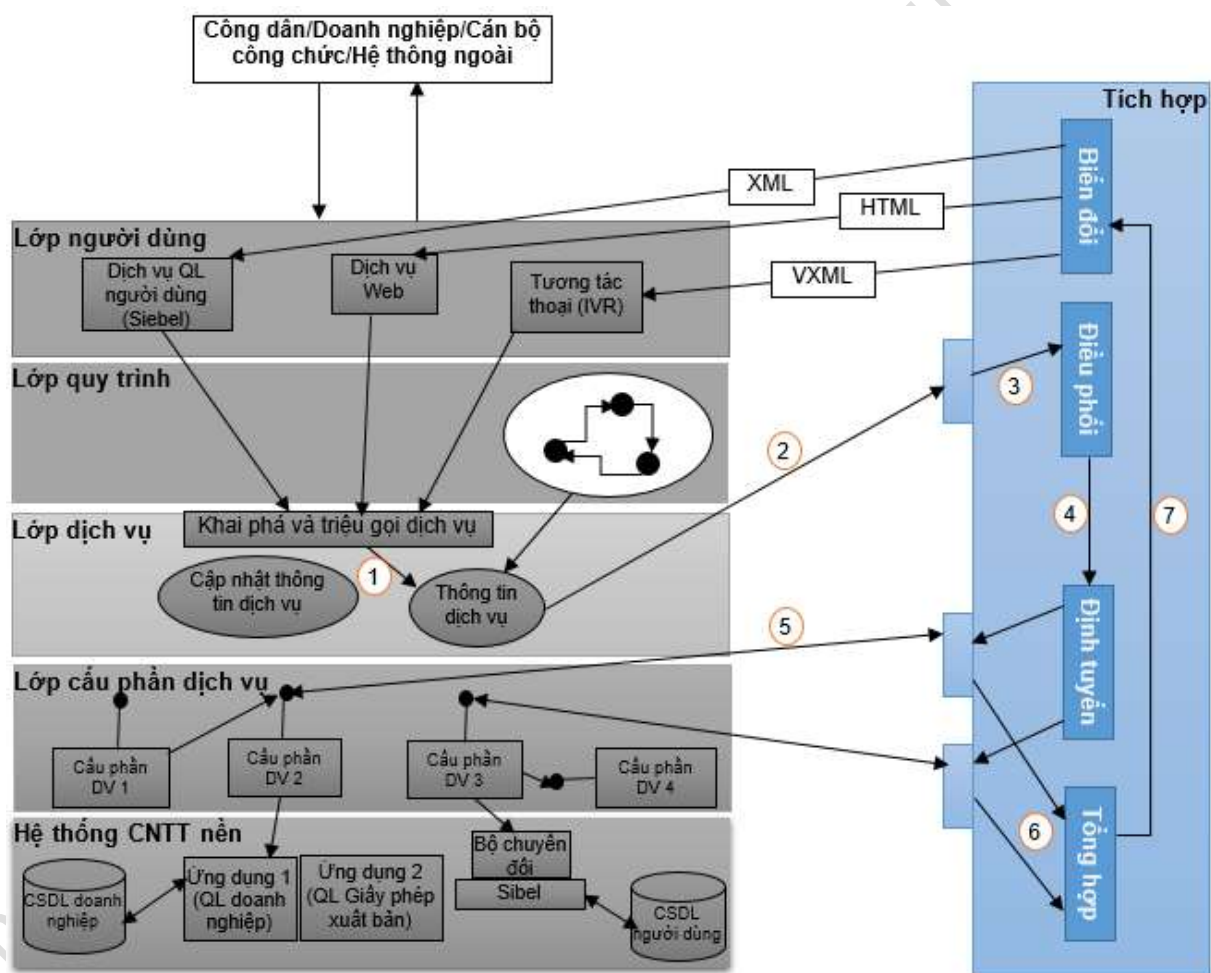 Công dân/Doanh nghiệp/Cán bộ
công chức/Hệ thống ngoài
Tích hợp
Biến đổi
XML
HTML
VXML
Lớp người dùng
Dịch vụ QL
người dùng
(Siebel)
Dịch vụ
Web
Tương tác
thoại (IVR)
Lớp quy trình
Điều phối
3
2
Lớp dịch vụ
Khai phá và triệu gọi dịch vụ
1
Cập nhật thông
tin dịch vụ
Thông tin
dịch vụ
4
7
5
Định tuyến
Lớp cấu phần dịch vụ
Cấu phần
DV 1
Cấu phần
DV 2
Cấu phần
DV 3
Cấu phần
DV 4
6
Tổng hợp
Hệ thống CNTT nền
CSDL doanh
nghiệp
Ứng dụng 1
(QL doanh
nghiệp)
Ứng dụng 2
(QL Giấy phép
xuất bản)
Bộ chuyển
đổi
Sibel
CSDL
người dùng